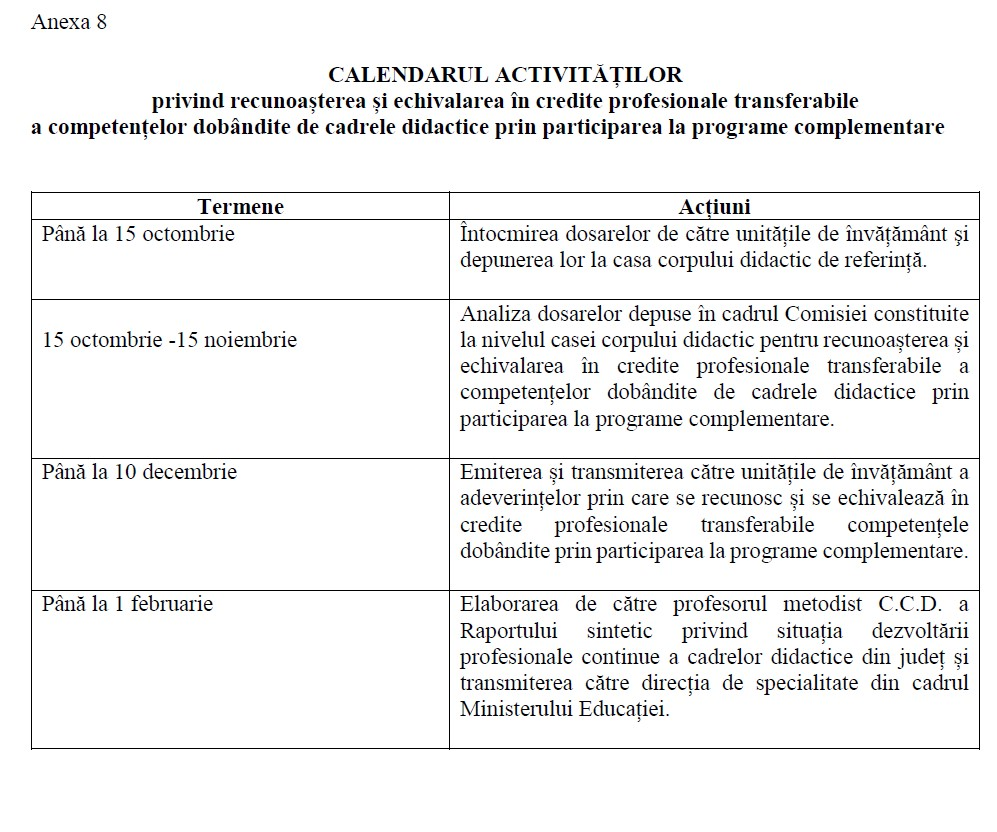 Anexa 8
CALENDARUL ACTIVITĂȚILOR
privind recunoașterea și echivalarea în credite profesionale transferabile
a competențelor dobândite de cadrele didactice prin participarea la programe complementare
Termene
Acțiuni
Până la 15 octombrie
Întocmirea dosarelor de către unitățile de învățământ şi
depunerea lor la casa corpului didactic de referință.
15 octombrie -15 noiembrie
Analiza dosarelor depuse în cadrul Comisiei constituite
la nivelul casei corpului didactic pentru recunoașterea și
echivalarea în credite profesionale transferabile a
competențelor dobândite de cadrele didactice prin
participarea la programe complementare.
Până la 10 decembrie
Emiterea și transmiterea către unitățile de învățământ a
adeverințelor prin care se recunosc și se echivalează în
credite profesionale transferabile competențele
dobândite prin participarea la programe complementare.
Până la 1 februarie
Elaborarea de către profesorul metodist C.C.D. a
Raportului sintetic privind situația dezvoltării
profesionale continue a cadrelor didactice din județ și
transmiterea către direcția de specialitate din cadrul
Ministerului Educației.